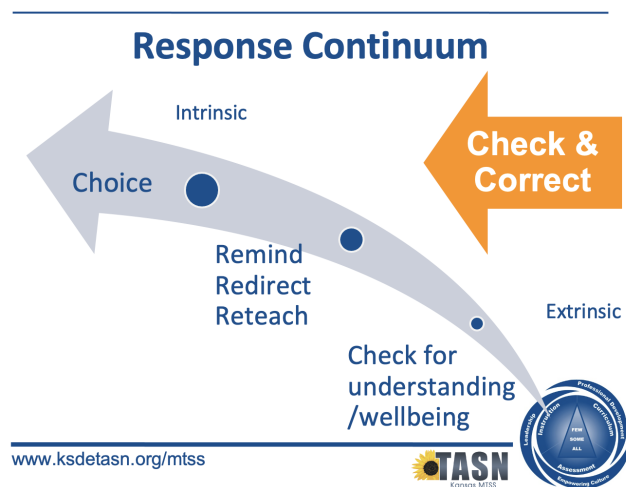 Response Continuum
Intrinsic
Check &
Correct
Choice
Remind
Redirect
Reteach
Extrinsic
Check for
understanding
/wellbeing
Leadership
Professional Development
Empowering Culture
Instruction
Curriculum
Assessment
FEW
SOME
ALL
www.ksdetasn.org/mtss
TASN
Kansas MTSS